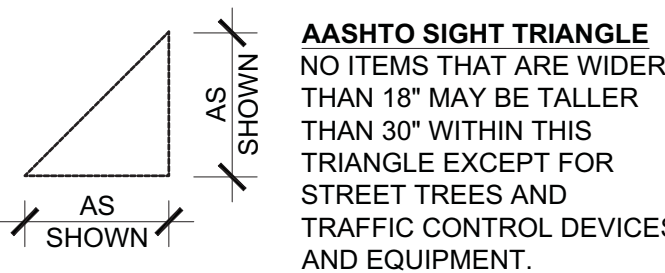 AS
SHOWN
AS
SHOWN
AASHTO SIGHT TRIANGLE
NO ITEMS THAT ARE WIDER
THAN 18" MAY BE TALLER
THAN 30" WITHIN THIS
TRIANGLE EXCEPT FOR
STREET TREES AND
TRAFFIC CONTROL DEVICES
AND EQUIPMENT.